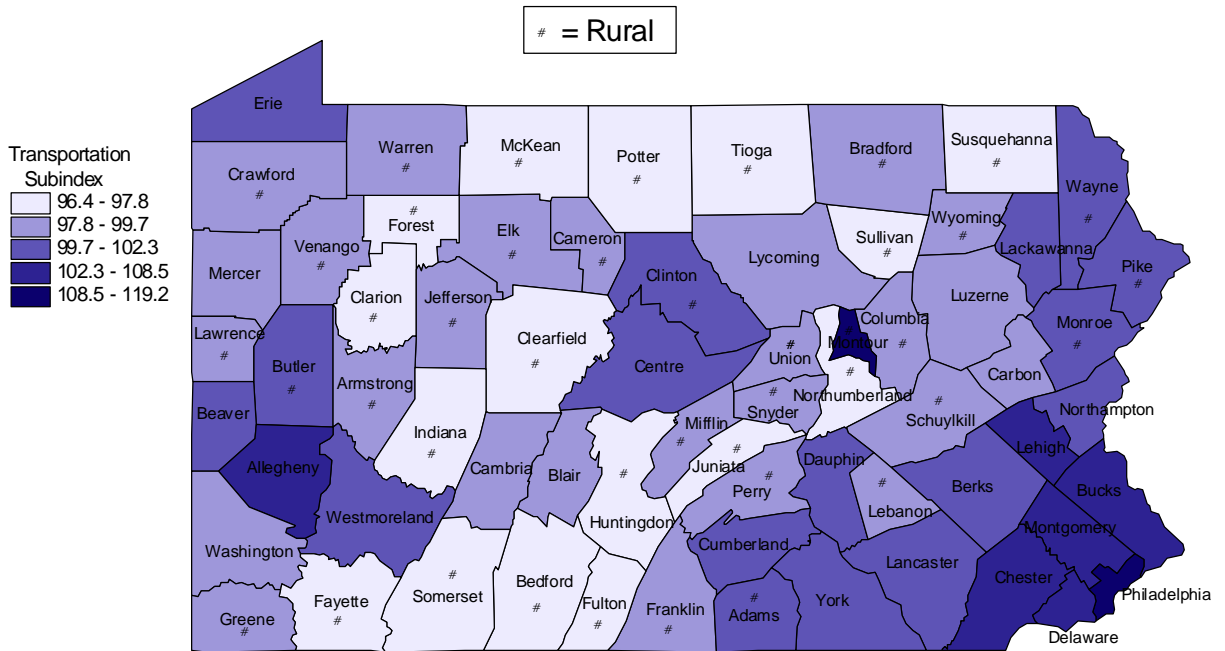 # = Rural
Transportation
Subindex
96.4 - 97.8
97.8 - 99.7
99.7 - 102.3
102.3 - 108.5
108.5 - 119.2
Erie
Crawford
#
Warren
#
McKean
#
Potter
#
Tioga
#
Bradford
#
Susquehanna
#
Wayne
#
Forest
#
Venango
#
Elk
#
Cameron
#
Sullivan
#
Wyoming
#
Lackawanna
Pike
#
Mercer
Clarion
#
Jefferson
#
Clinton
#
Lycoming
Luzerne
Monroe
#
Lawrence
#
Butler
#
Clearfield
#
Centre
Union
#
Montour
#
Columbia
#
Carbon
Beaver
Armstrong
#
Snyder
#
Northumberland
#
Schuylkill
#
Northampton
Allegheny
Indiana
#
Cambria
Blair
Mifflin
#
Juniata
#
Dauphin
Lehigh
Westmoreland
Huntingdon
#
Perry
#
Lebanon
#
Berks
Bucks
Washington
Cumberland
Lancaster
Montgomery
Greene
#
Fayette
#
Somerset
#
Bedford
#
Fulton
#
Franklin
#
Adams
#
York
Chester
Philadelphia
Delaware